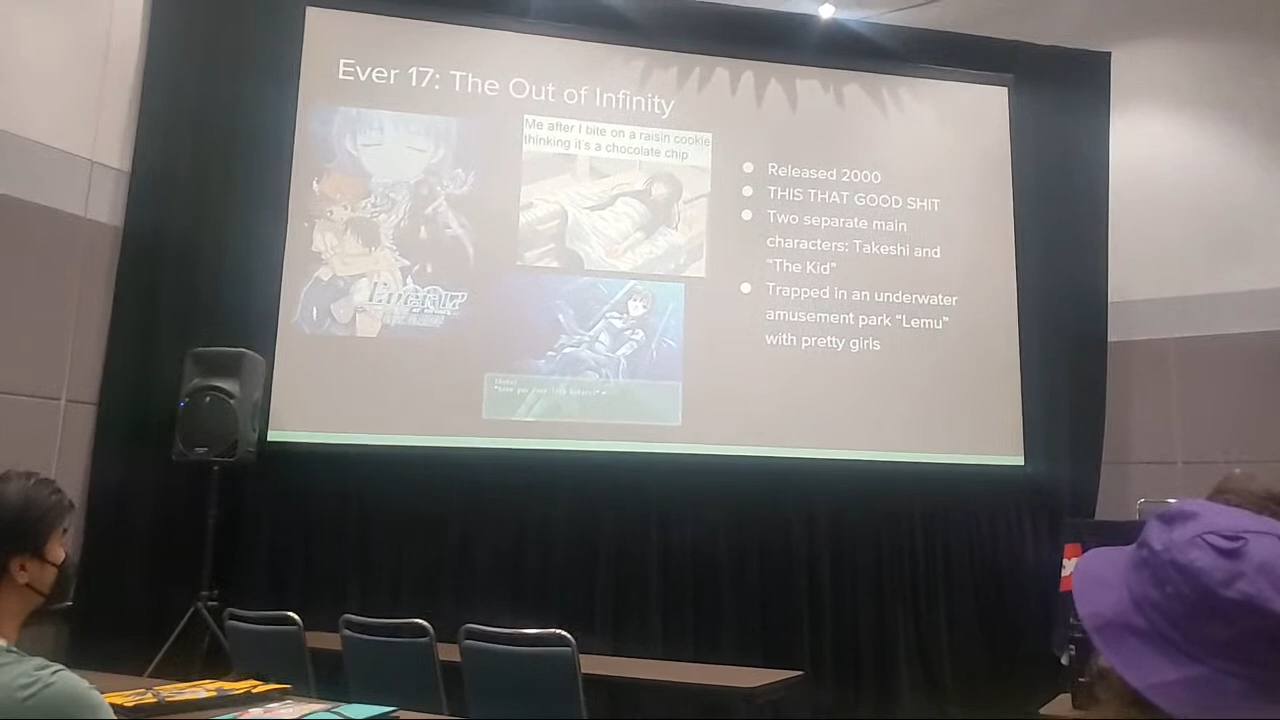 Ever 17: The Out of Infinity
Me after I bite on a raisin cookie
thinking it's a chocolate chip
Released 2000
THIS THAT GOOD SHIT
Two separate main
characters: Takeshi and
"The Kid"
Trapped in an underwater
amusement park "Lemu"
with pretty girls
Ever17